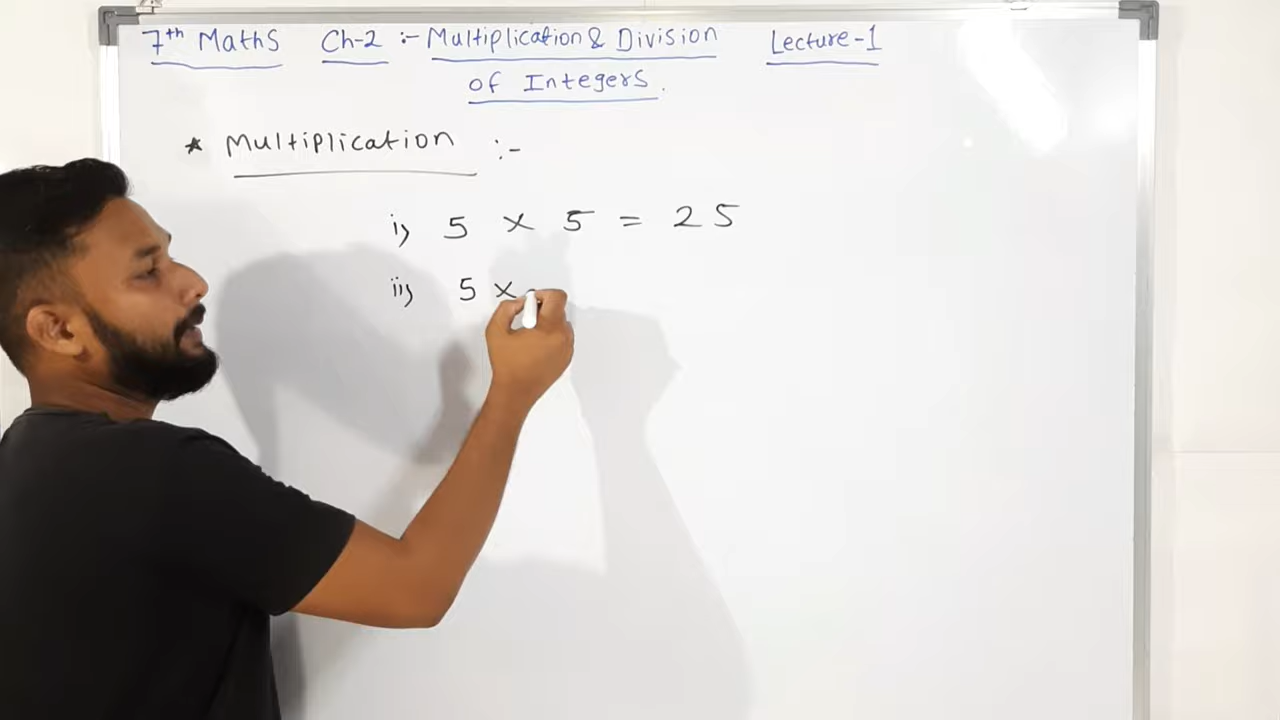 7th Maths Ch-2 :- Multiplication & Division Lecture-1
of Integers.
* Multiplication :-
i) 5 × 5 = 25
ii) 5 ×